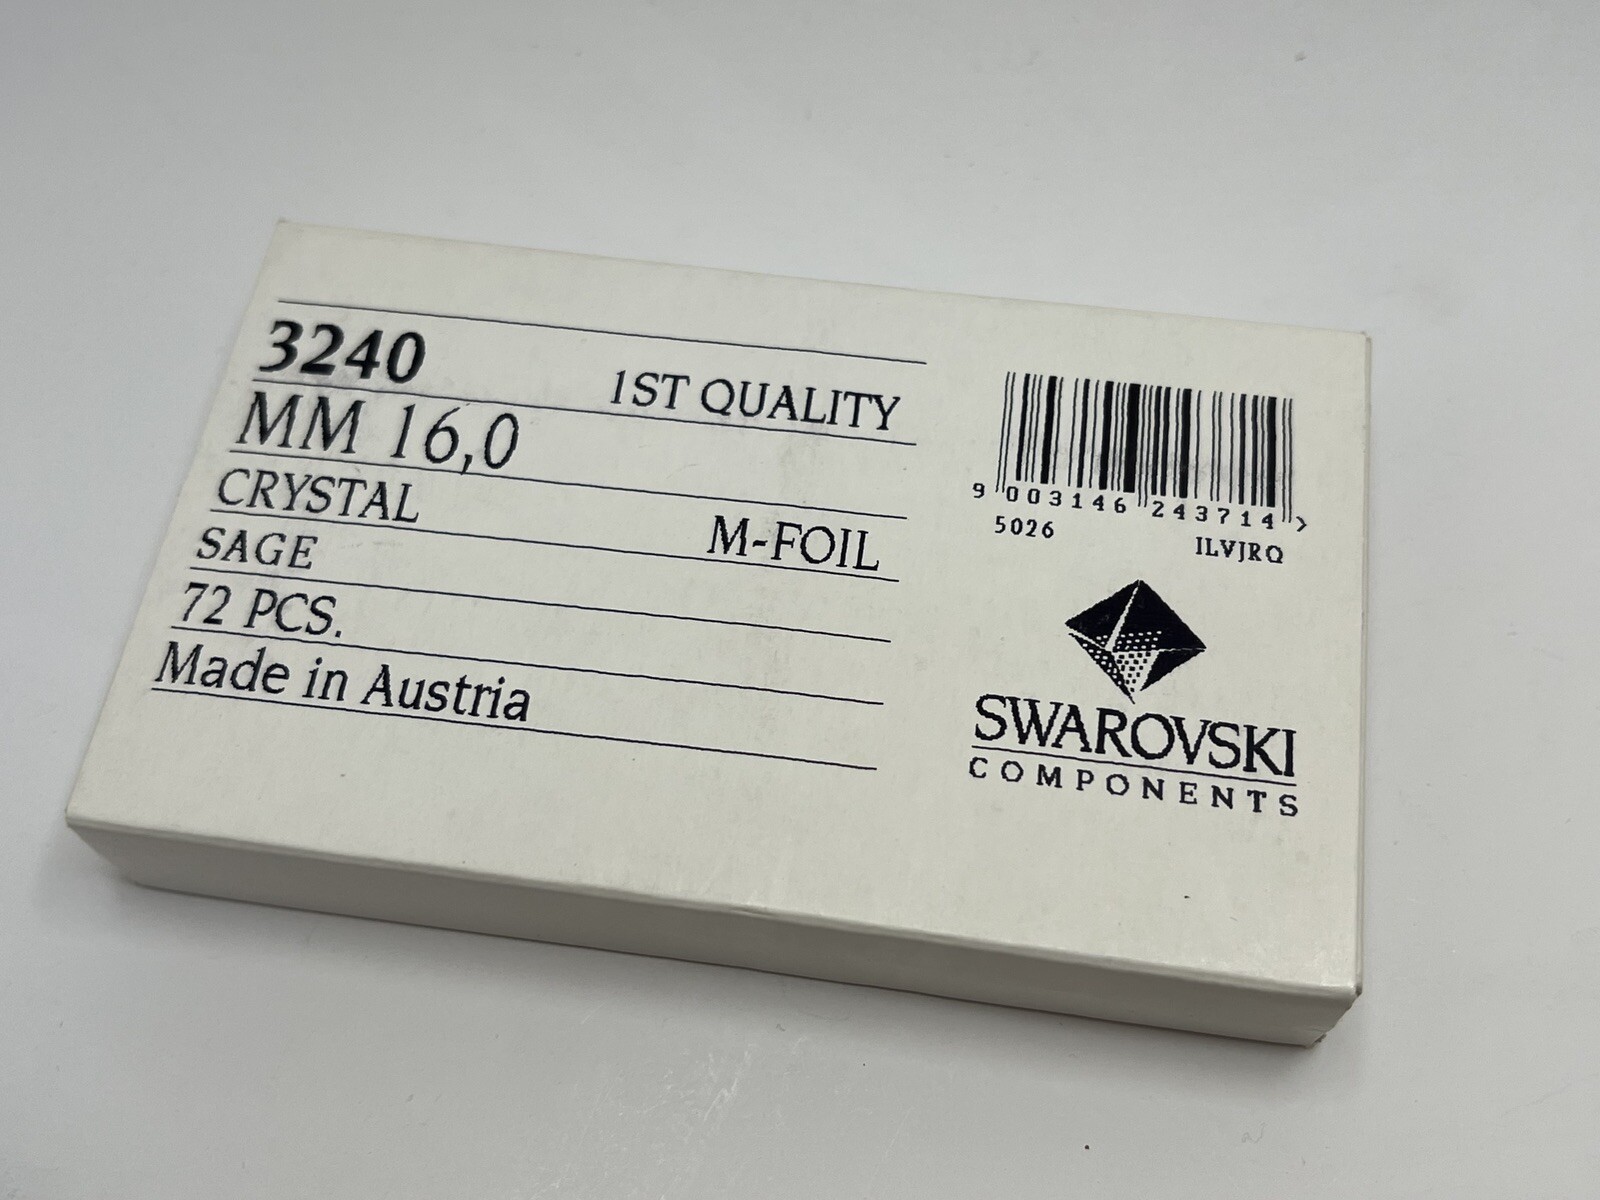 3240
1ST QUALITY
MM 16,0
CRYSTAL
M-FOIL
SAGE
72 PCS.
Made in Austria
9 003146 243714 >
5026 ILVJRQ
SWAROVSKI
COMPONENTS